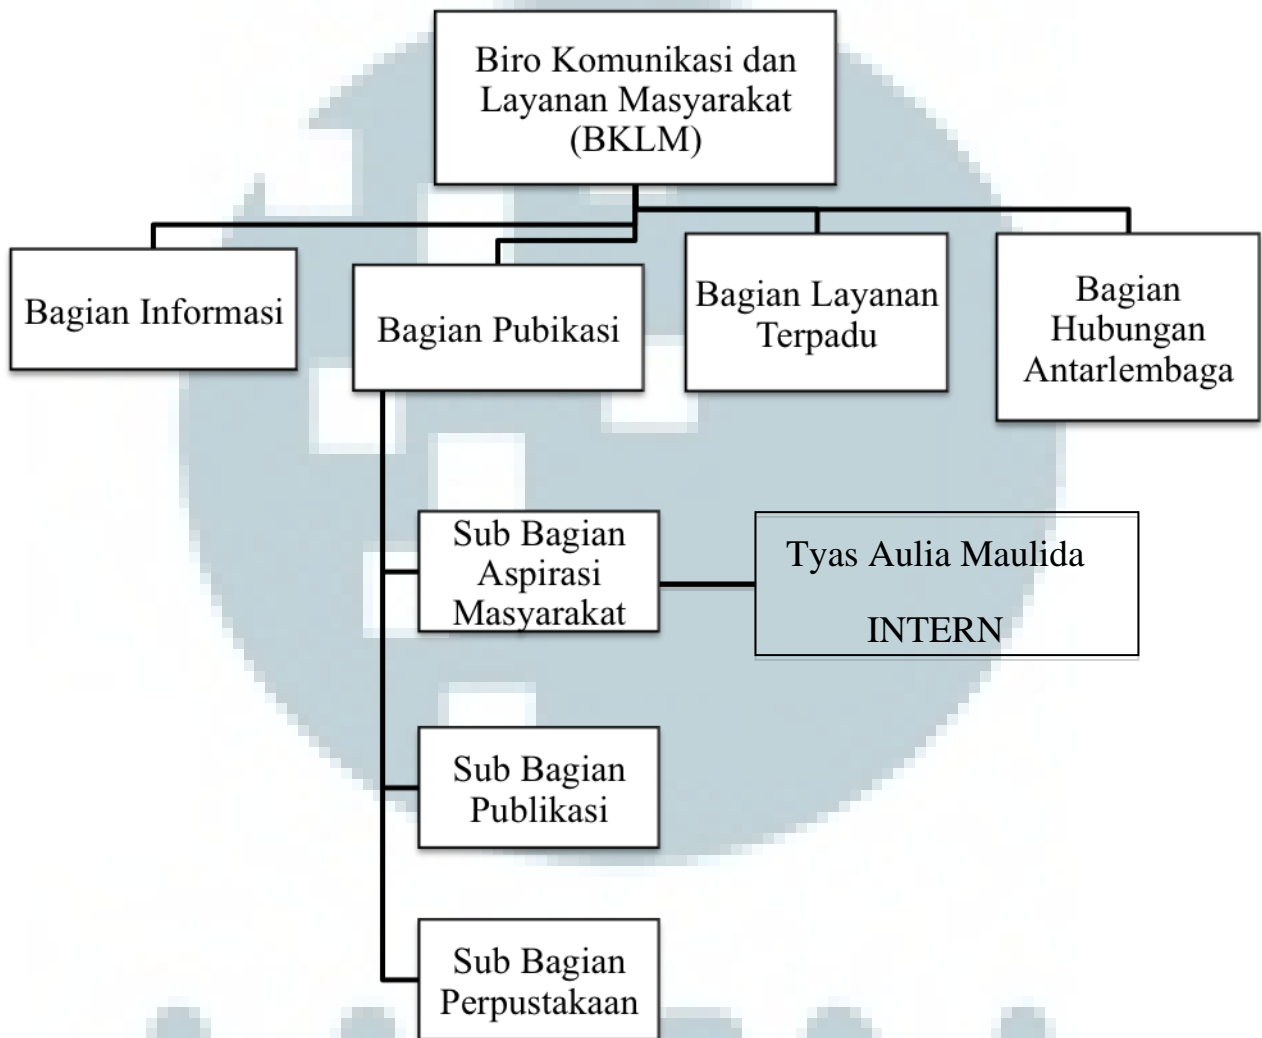 Biro Komunikasi dan
Layanan Masyarakat
(BKLM)
Bagian Informasi
Bagian Pubikasi
Bagian Layanan
Terpadu
Bagian
Hubungan
Antarlembaga
Sub Bagian
Aspirasi
Masyarakat
Tyas Aulia Maulida
INTERN
Sub Bagian
Publikasi
Sub Bagian
Perpustakaan